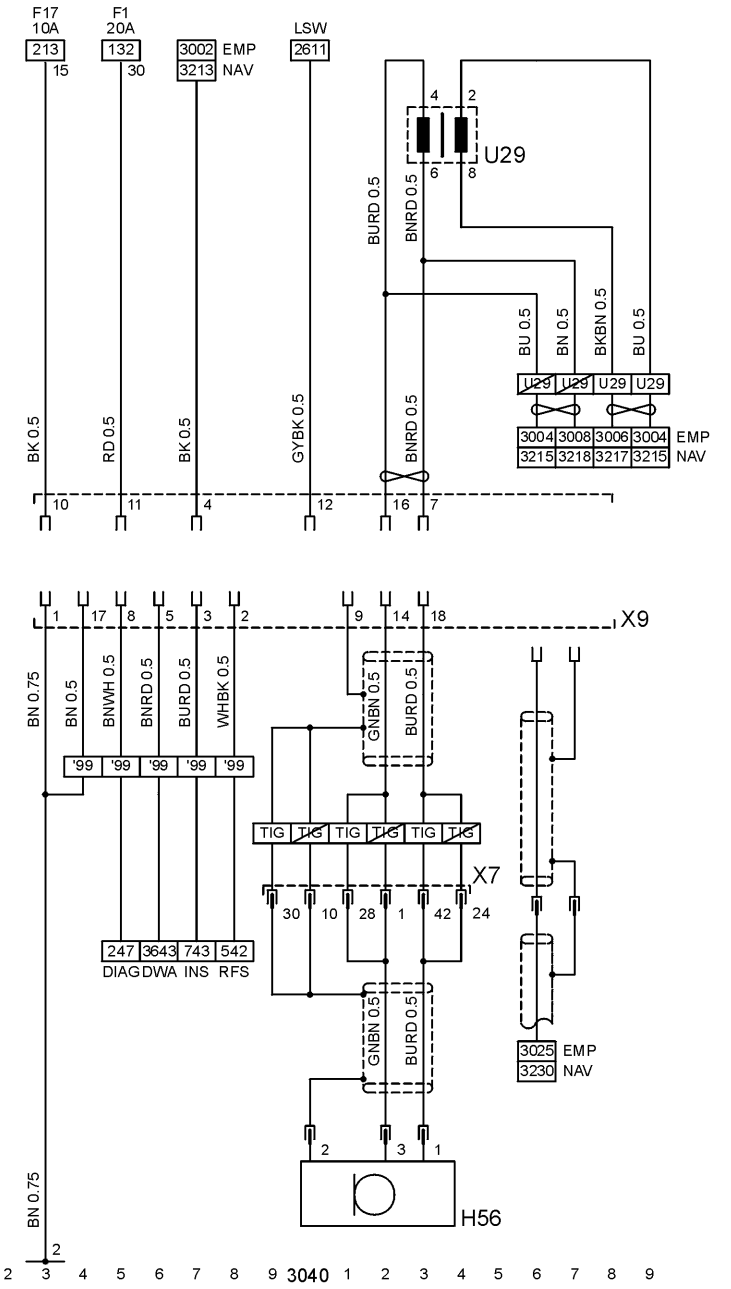 F17 F1
10A 20A LSW
213 132 3002 EMP 2611
15 30 3213 NAV
4 2
U29
6 8
BURD 0.5 BNRD 0.5
BU 0.5 BN 0.5 BKBN 0.5 BU 0.5
U29 U29 U29 U29
BK 0.5 RD 0.5 BK 0.5 GYBK 0.5 BNRD 0.5
3004 3008 3006 3004 EMP
3215 3218 3217 3215 NAV
10 11 4 12 16 7
1 17 8 5 3 2 9 14 18 X9
BN 0.75 BN 0.5 BNWH 0.5 BNRD 0.5 BURD 0.5 WHBK 0.5 GNBN 0.5 BURD 0.5
'99 '99 '99 '99 '99
TIG TIG TIG TIG TIG TIG
X7
30 10 28 1 42 24
247 3643 743 542
DIAG DWA INS RFS
GNBN 0.5 BURD 0.5
3025 EMP
3230 NAV
2 3 1
BN 0.75
H56
2
2 3 4 5 6 7 8 9 3040 1 2 3 4 5 6 7 8 9